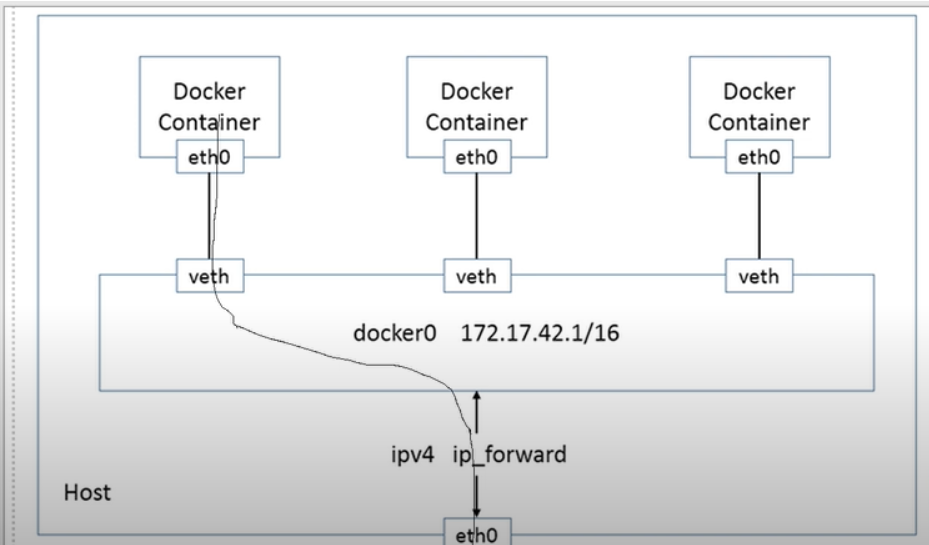 Docker
Container
eth0
Docker
Container
eth0
Docker
Container
eth0
veth
veth
veth
docker0 172.17.42.1/16
ipv4 ip_forward
Host
eth0